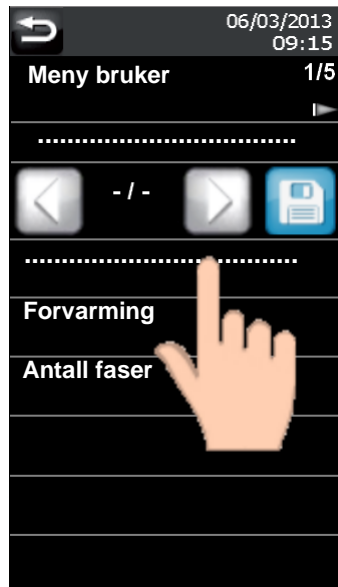 06/03/2013
09:15
Meny bruker 1/5
..................................
- / -
....................................
Forvarming
Antall faser